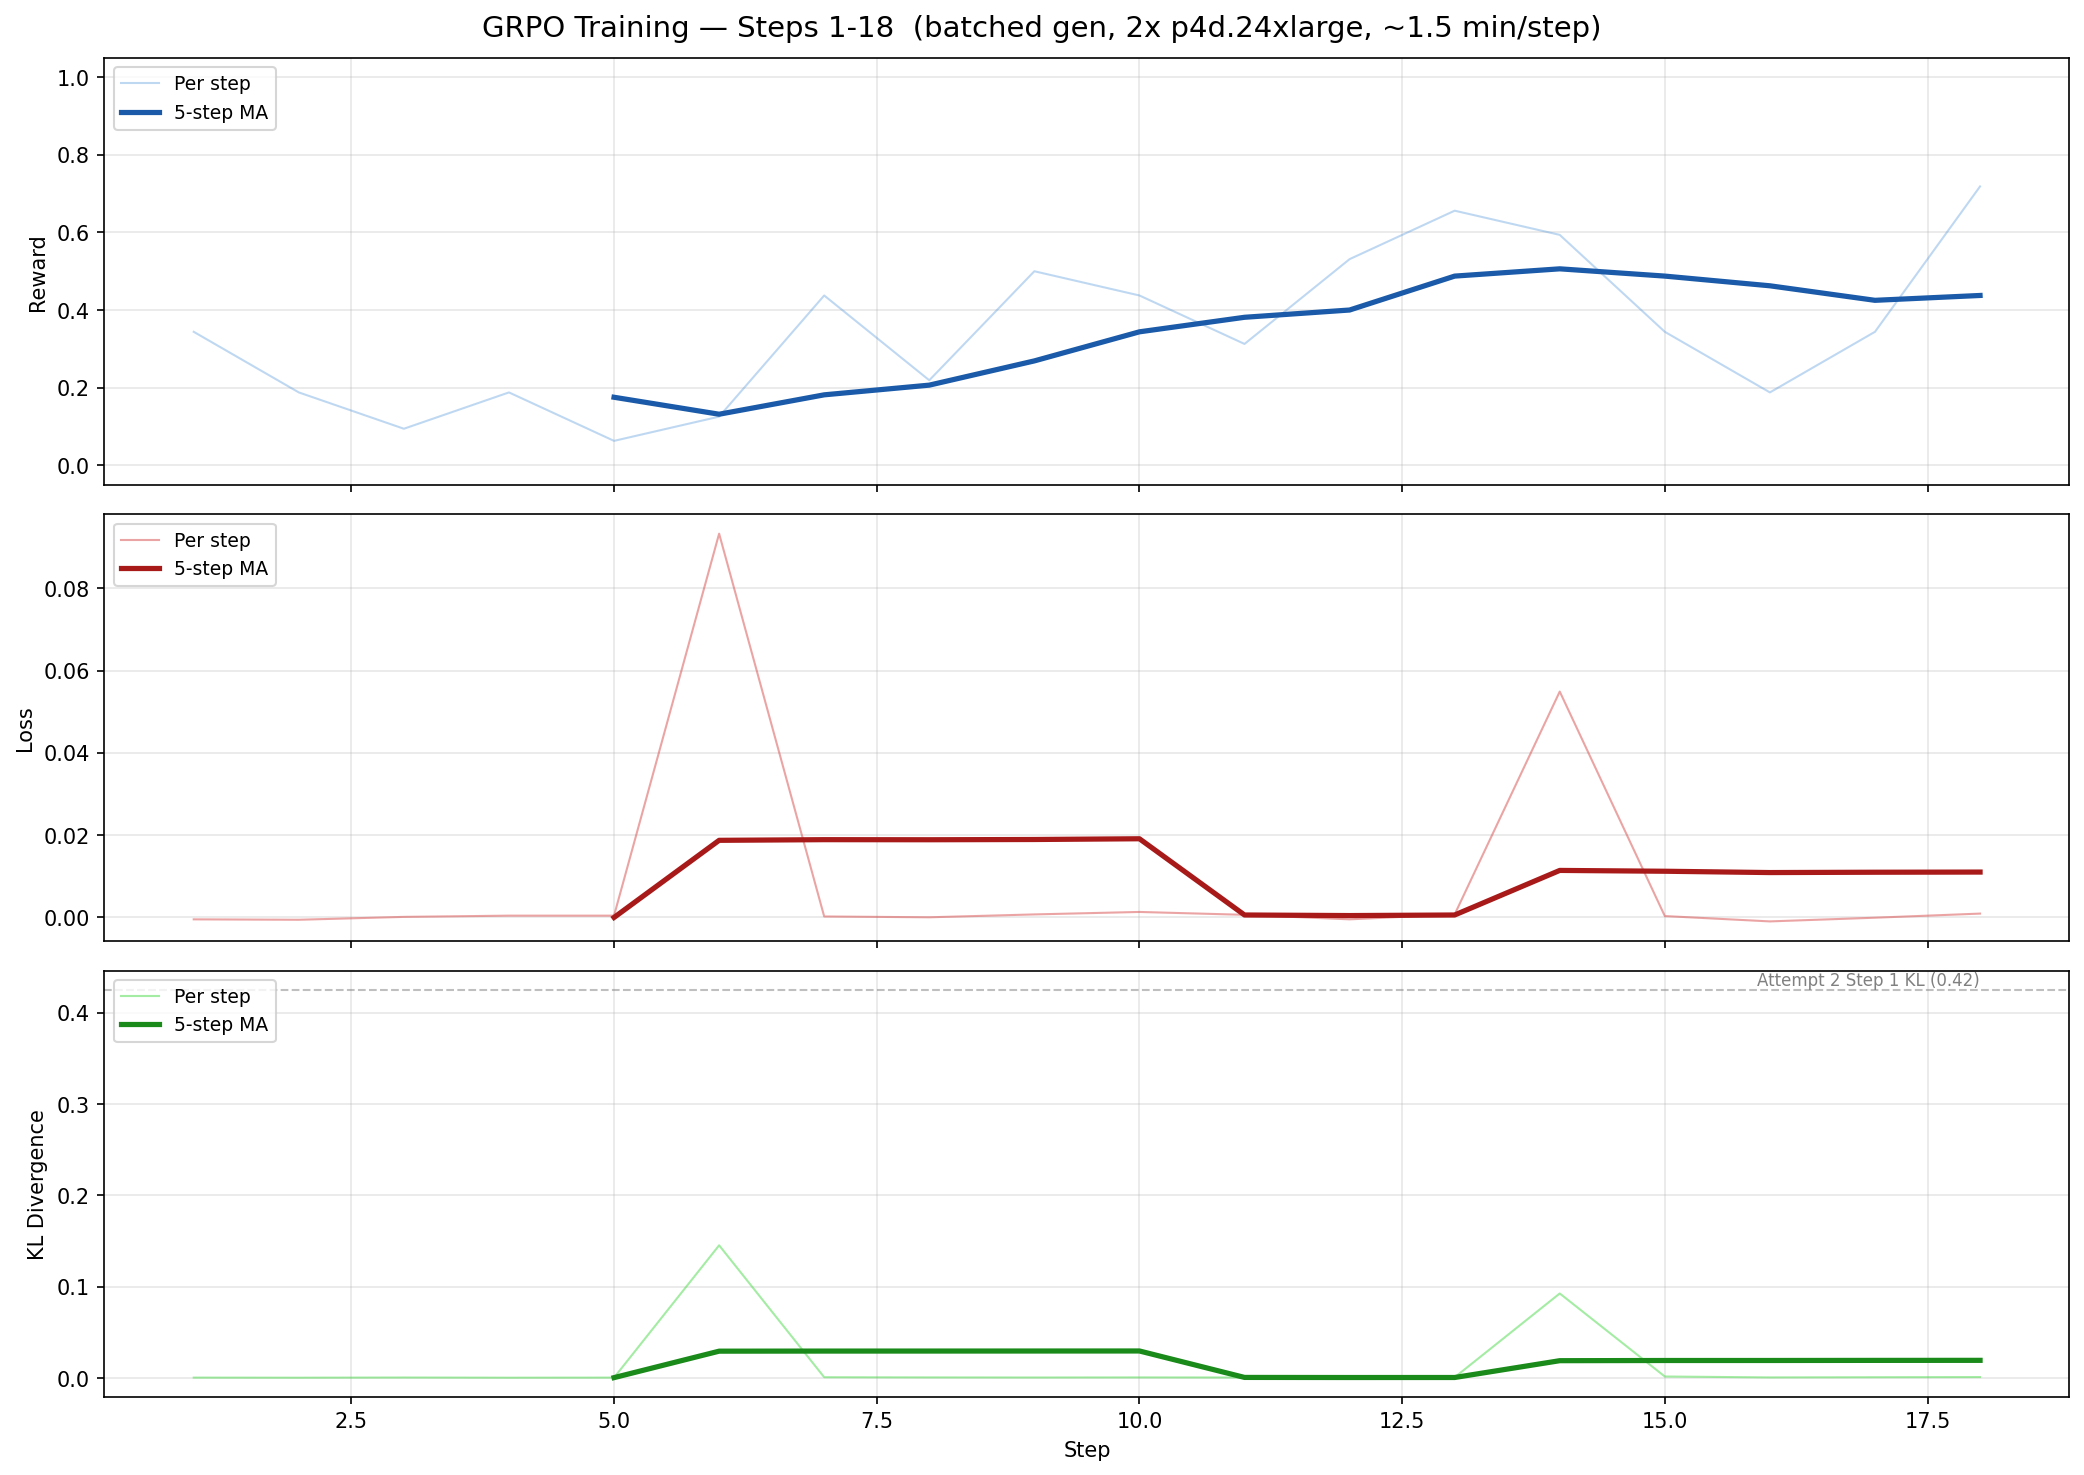 GRPO Training — Steps 1-18  (batched gen, 2x p4d.24xlarge, ~1.5 min/step)
Per step
5-step MA
1.0
0.8
0.6
0.4
0.2
0.0
Reward
Per step
5-step MA
0.08
0.06
0.04
0.02
0.00
Loss
Attempt 2 Step 1 KL (0.42)
Per step
5-step MA
0.4
0.3
0.2
0.1
0.0
KL Divergence
2.5 5.0 7.5 10.0 12.5 15.0 17.5
Step